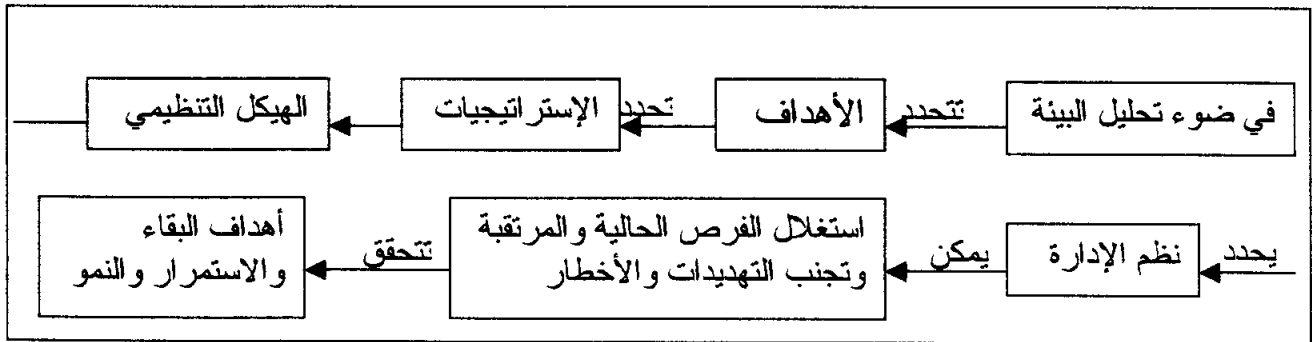 في ضوء تحليل البيئة تتحدد الأهداف تحدد الإستراتيجيات الهيكل التنظيمي
يحدد نظم الإدارة يمكن استغلال الفرص الحالية والمرتقبة
وتجنب التهديدات والأخطار تتحقق أهداف البقاء
والاستمرار والنمو